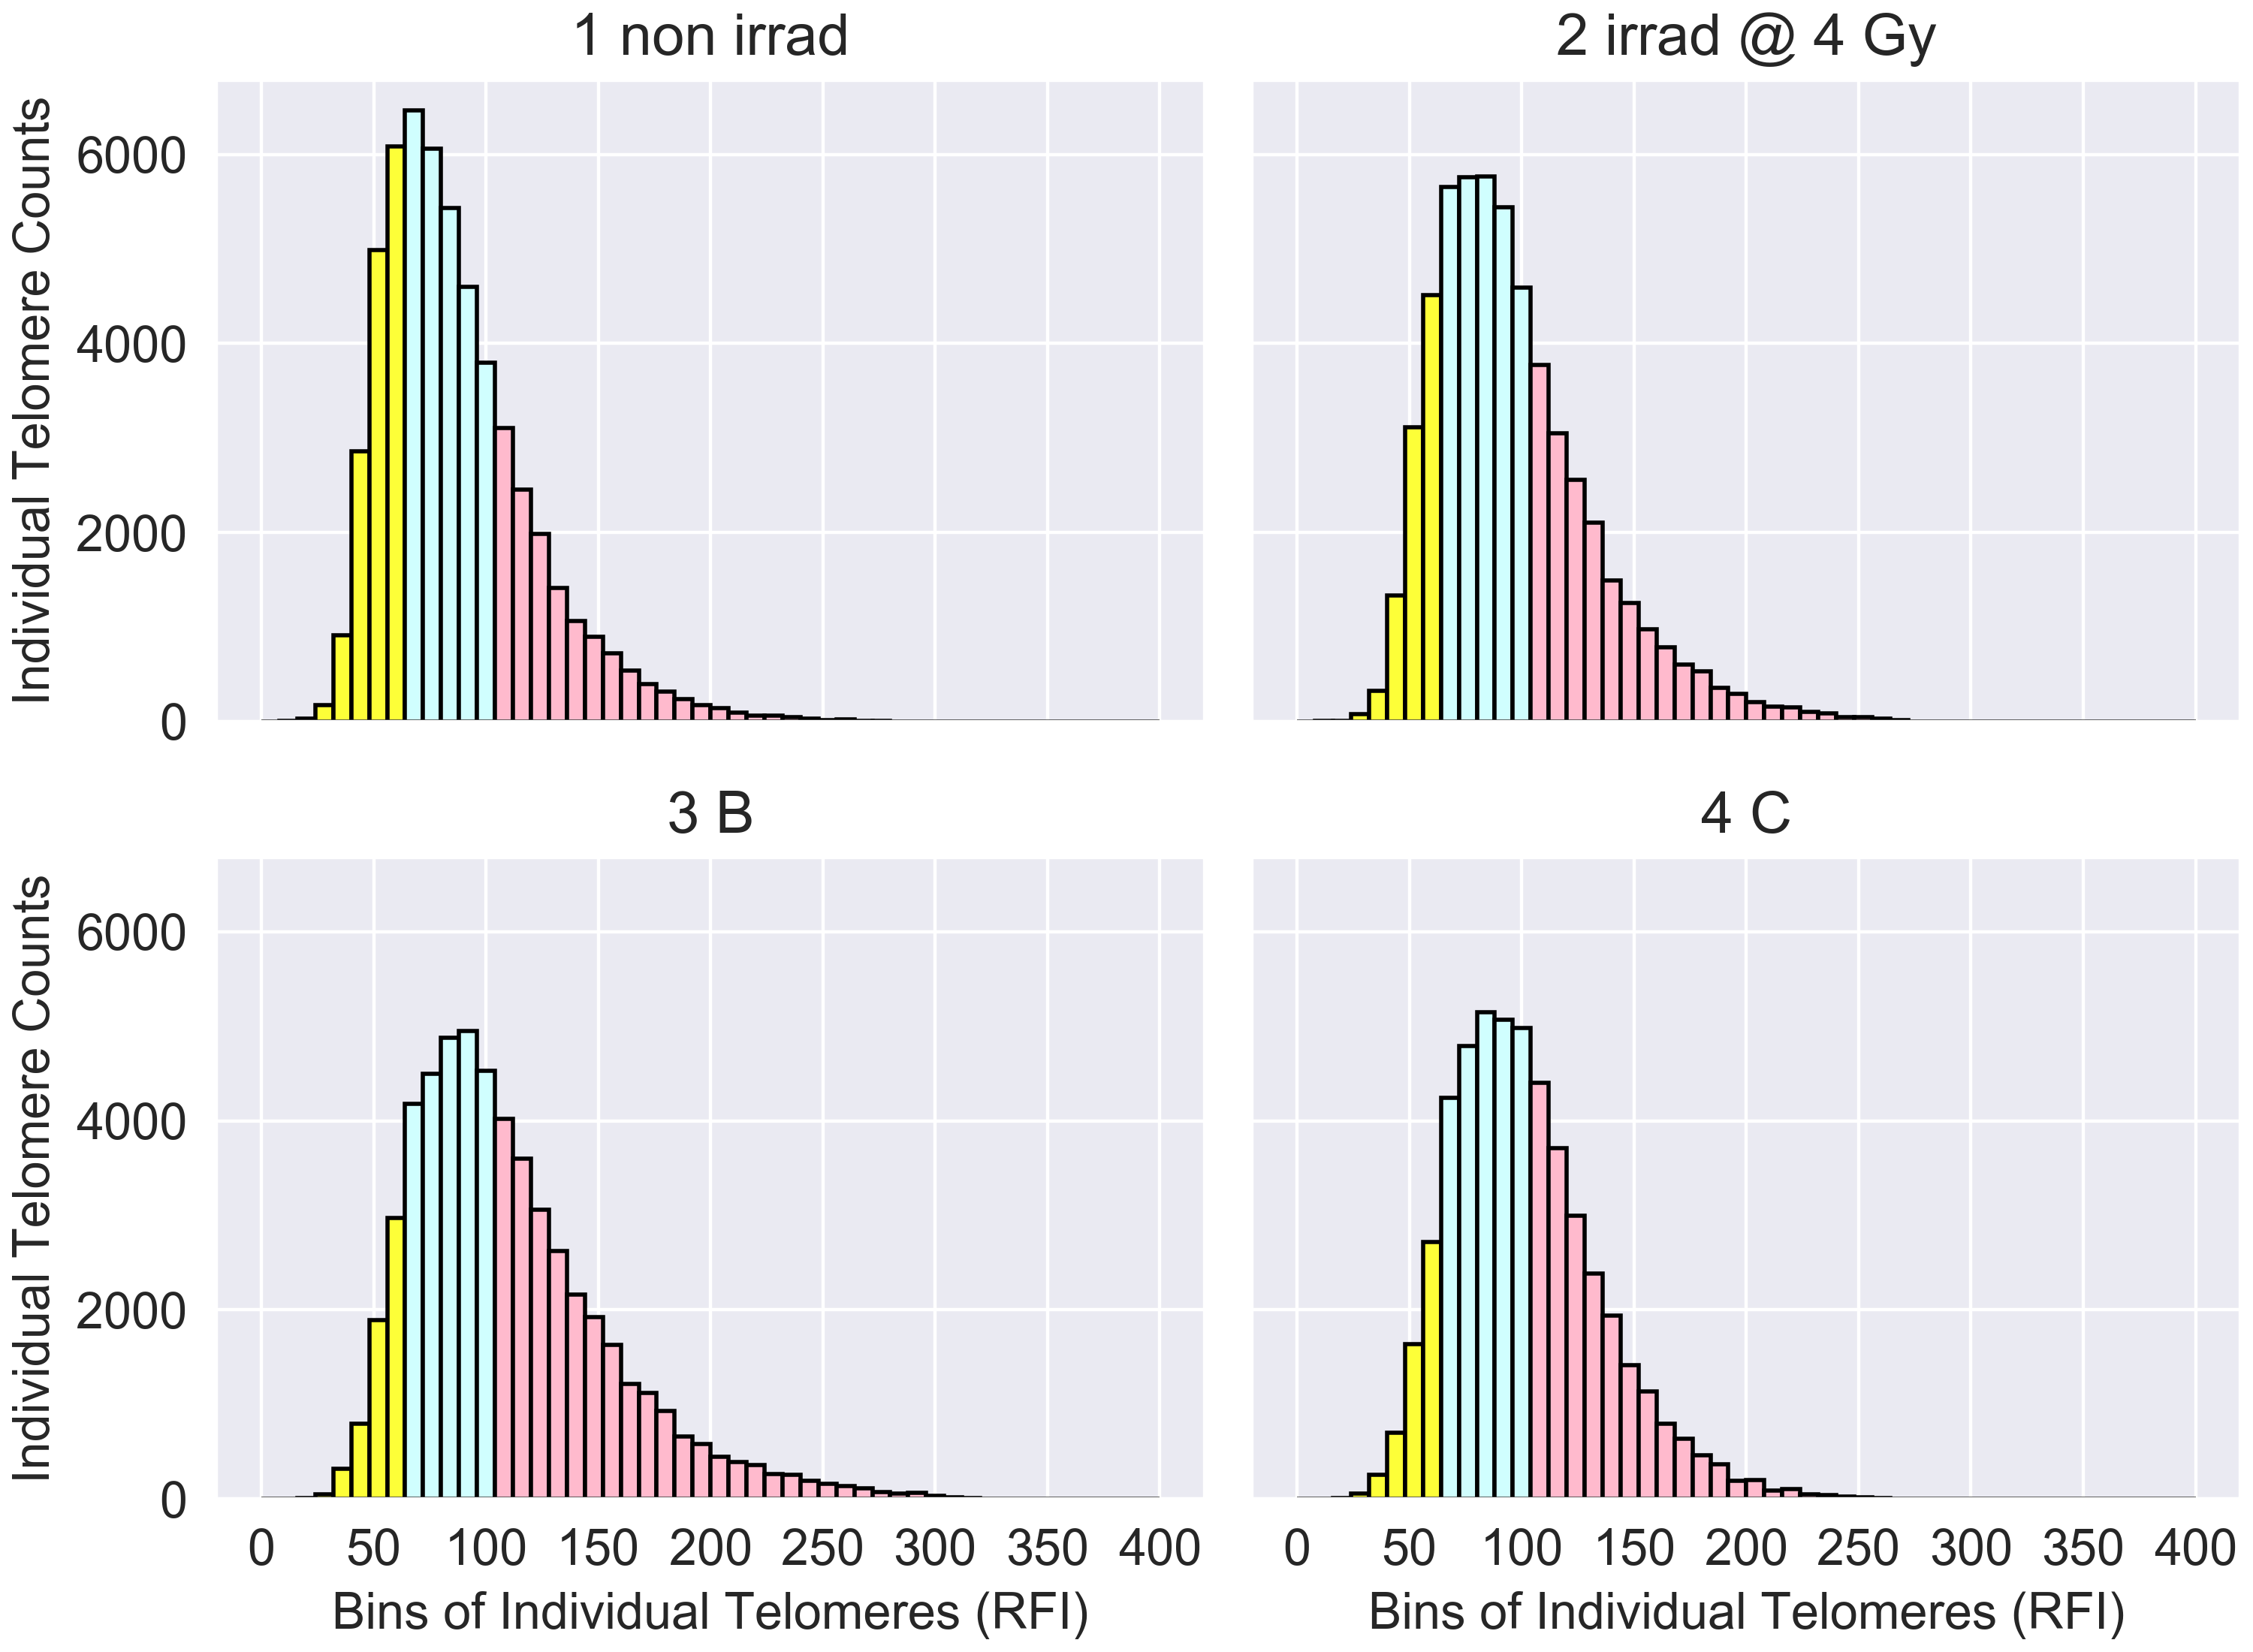 1 non irrad
2 irrad @ 4 Gy
Individual Telomere Counts
6000
4000
2000
0
3 B
4 C
Individual Telomere Counts
6000
4000
2000
0
0 50 100 150 200 250 300 350 400
0 50 100 150 200 250 300 350 400
Bins of Individual Telomeres (RFI)
Bins of Individual Telomeres (RFI)